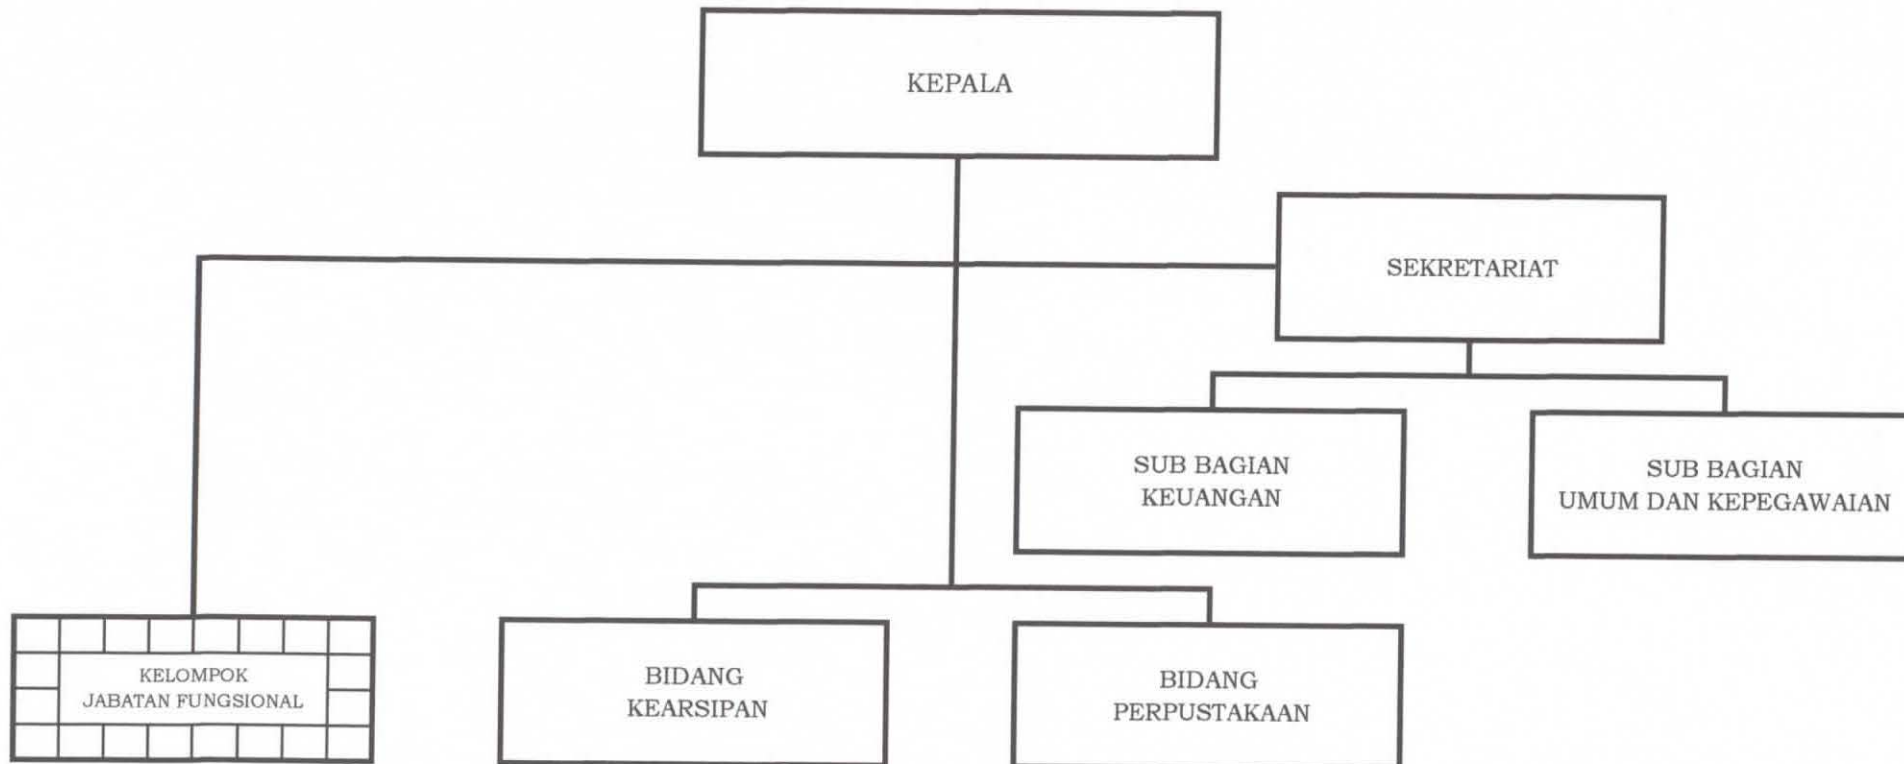 KEPALA
SEKRETARIAT
SUB BAGIAN
KEUANGAN
SUB BAGIAN
UMUM DAN KEPEGAWAIAN
KELOMPOK
JABATAN FUNGSIONAL
BIDANG
KEARSIPAN
BIDANG
PERPUSTAKAAN